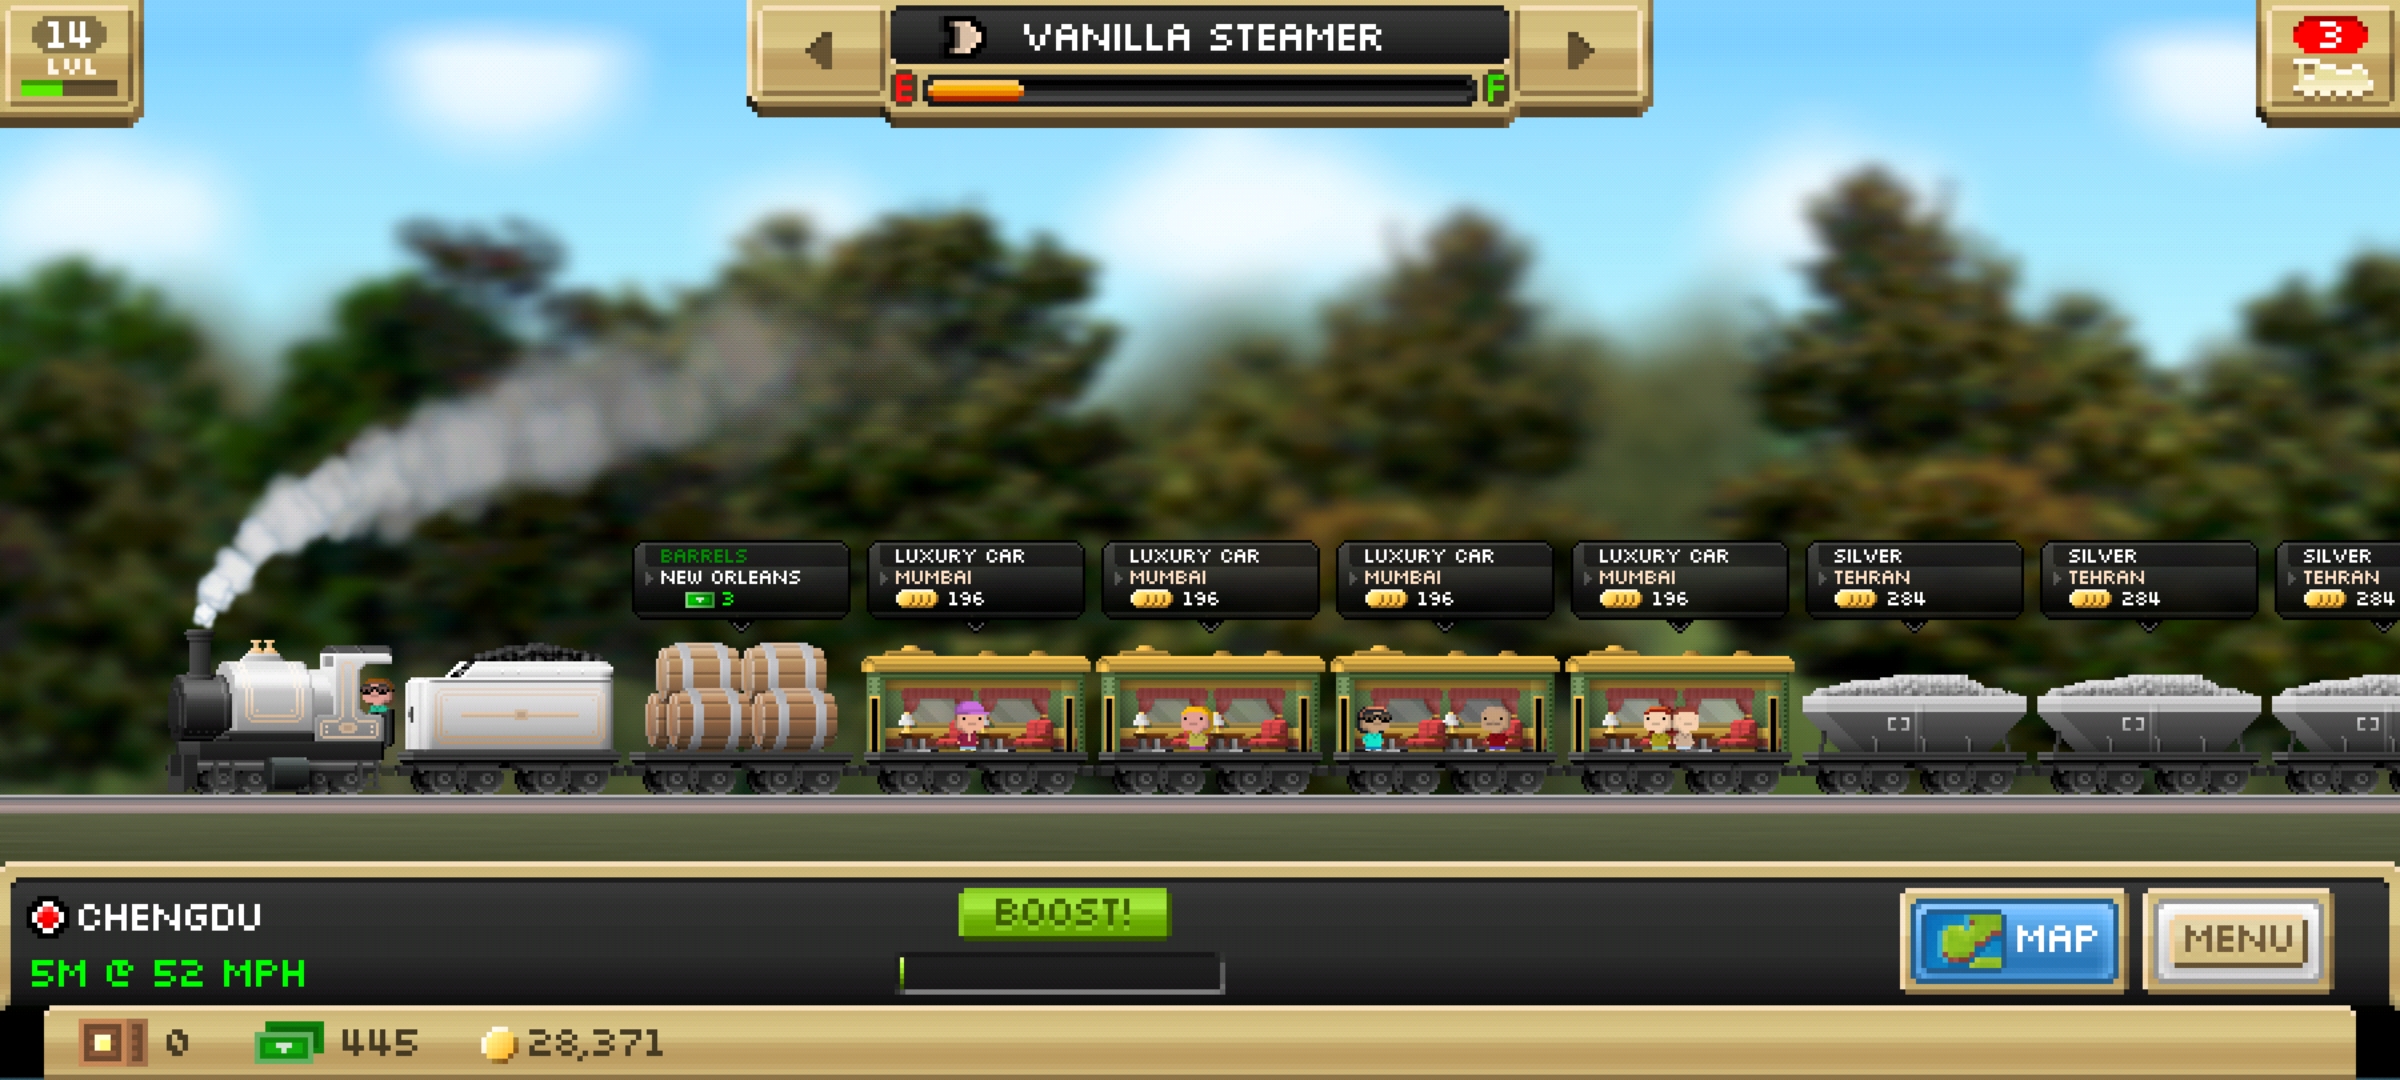 14
LVL
VANILLA STEAMER
E
F
3
BARRELS
NEW ORLEANS
3
LUXURY CAR
MUMBAI
196
LUXURY CAR
MUMBAI
196
LUXURY CAR
MUMBAI
196
LUXURY CAR
MUMBAI
196
SILVER
TEHRAN
284
SILVER
TEHRAN
284
SILVER
TEHRAN
284
CHENGDU
5M @ 52 MPH
BOOST!
MAP
MENU
0
445
28,371